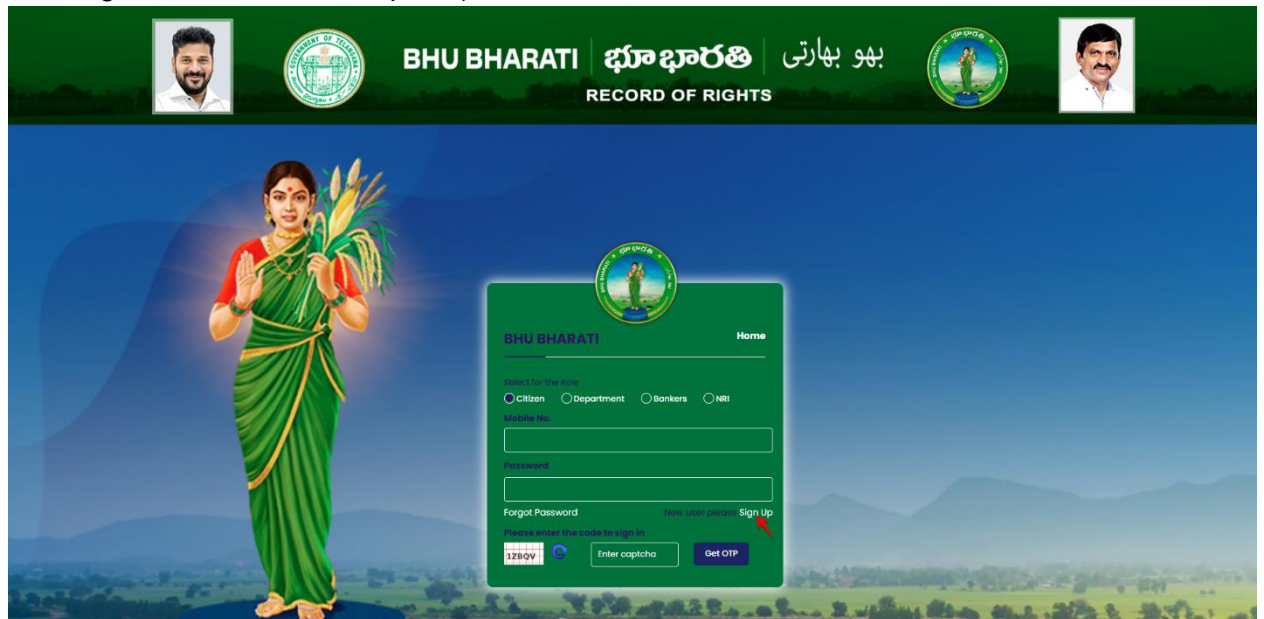 BHU BHARATI భూ భారతి بھو بھارتی
RECORD OF RIGHTS
BHU BHARATI Home
Select for the Role
Citizen Department Bankers NRI
Mobile No.
Password
Forgot Password New user please Sign Up
Please enter the code to sign in
1ZBQV Enter captcha Get OTP